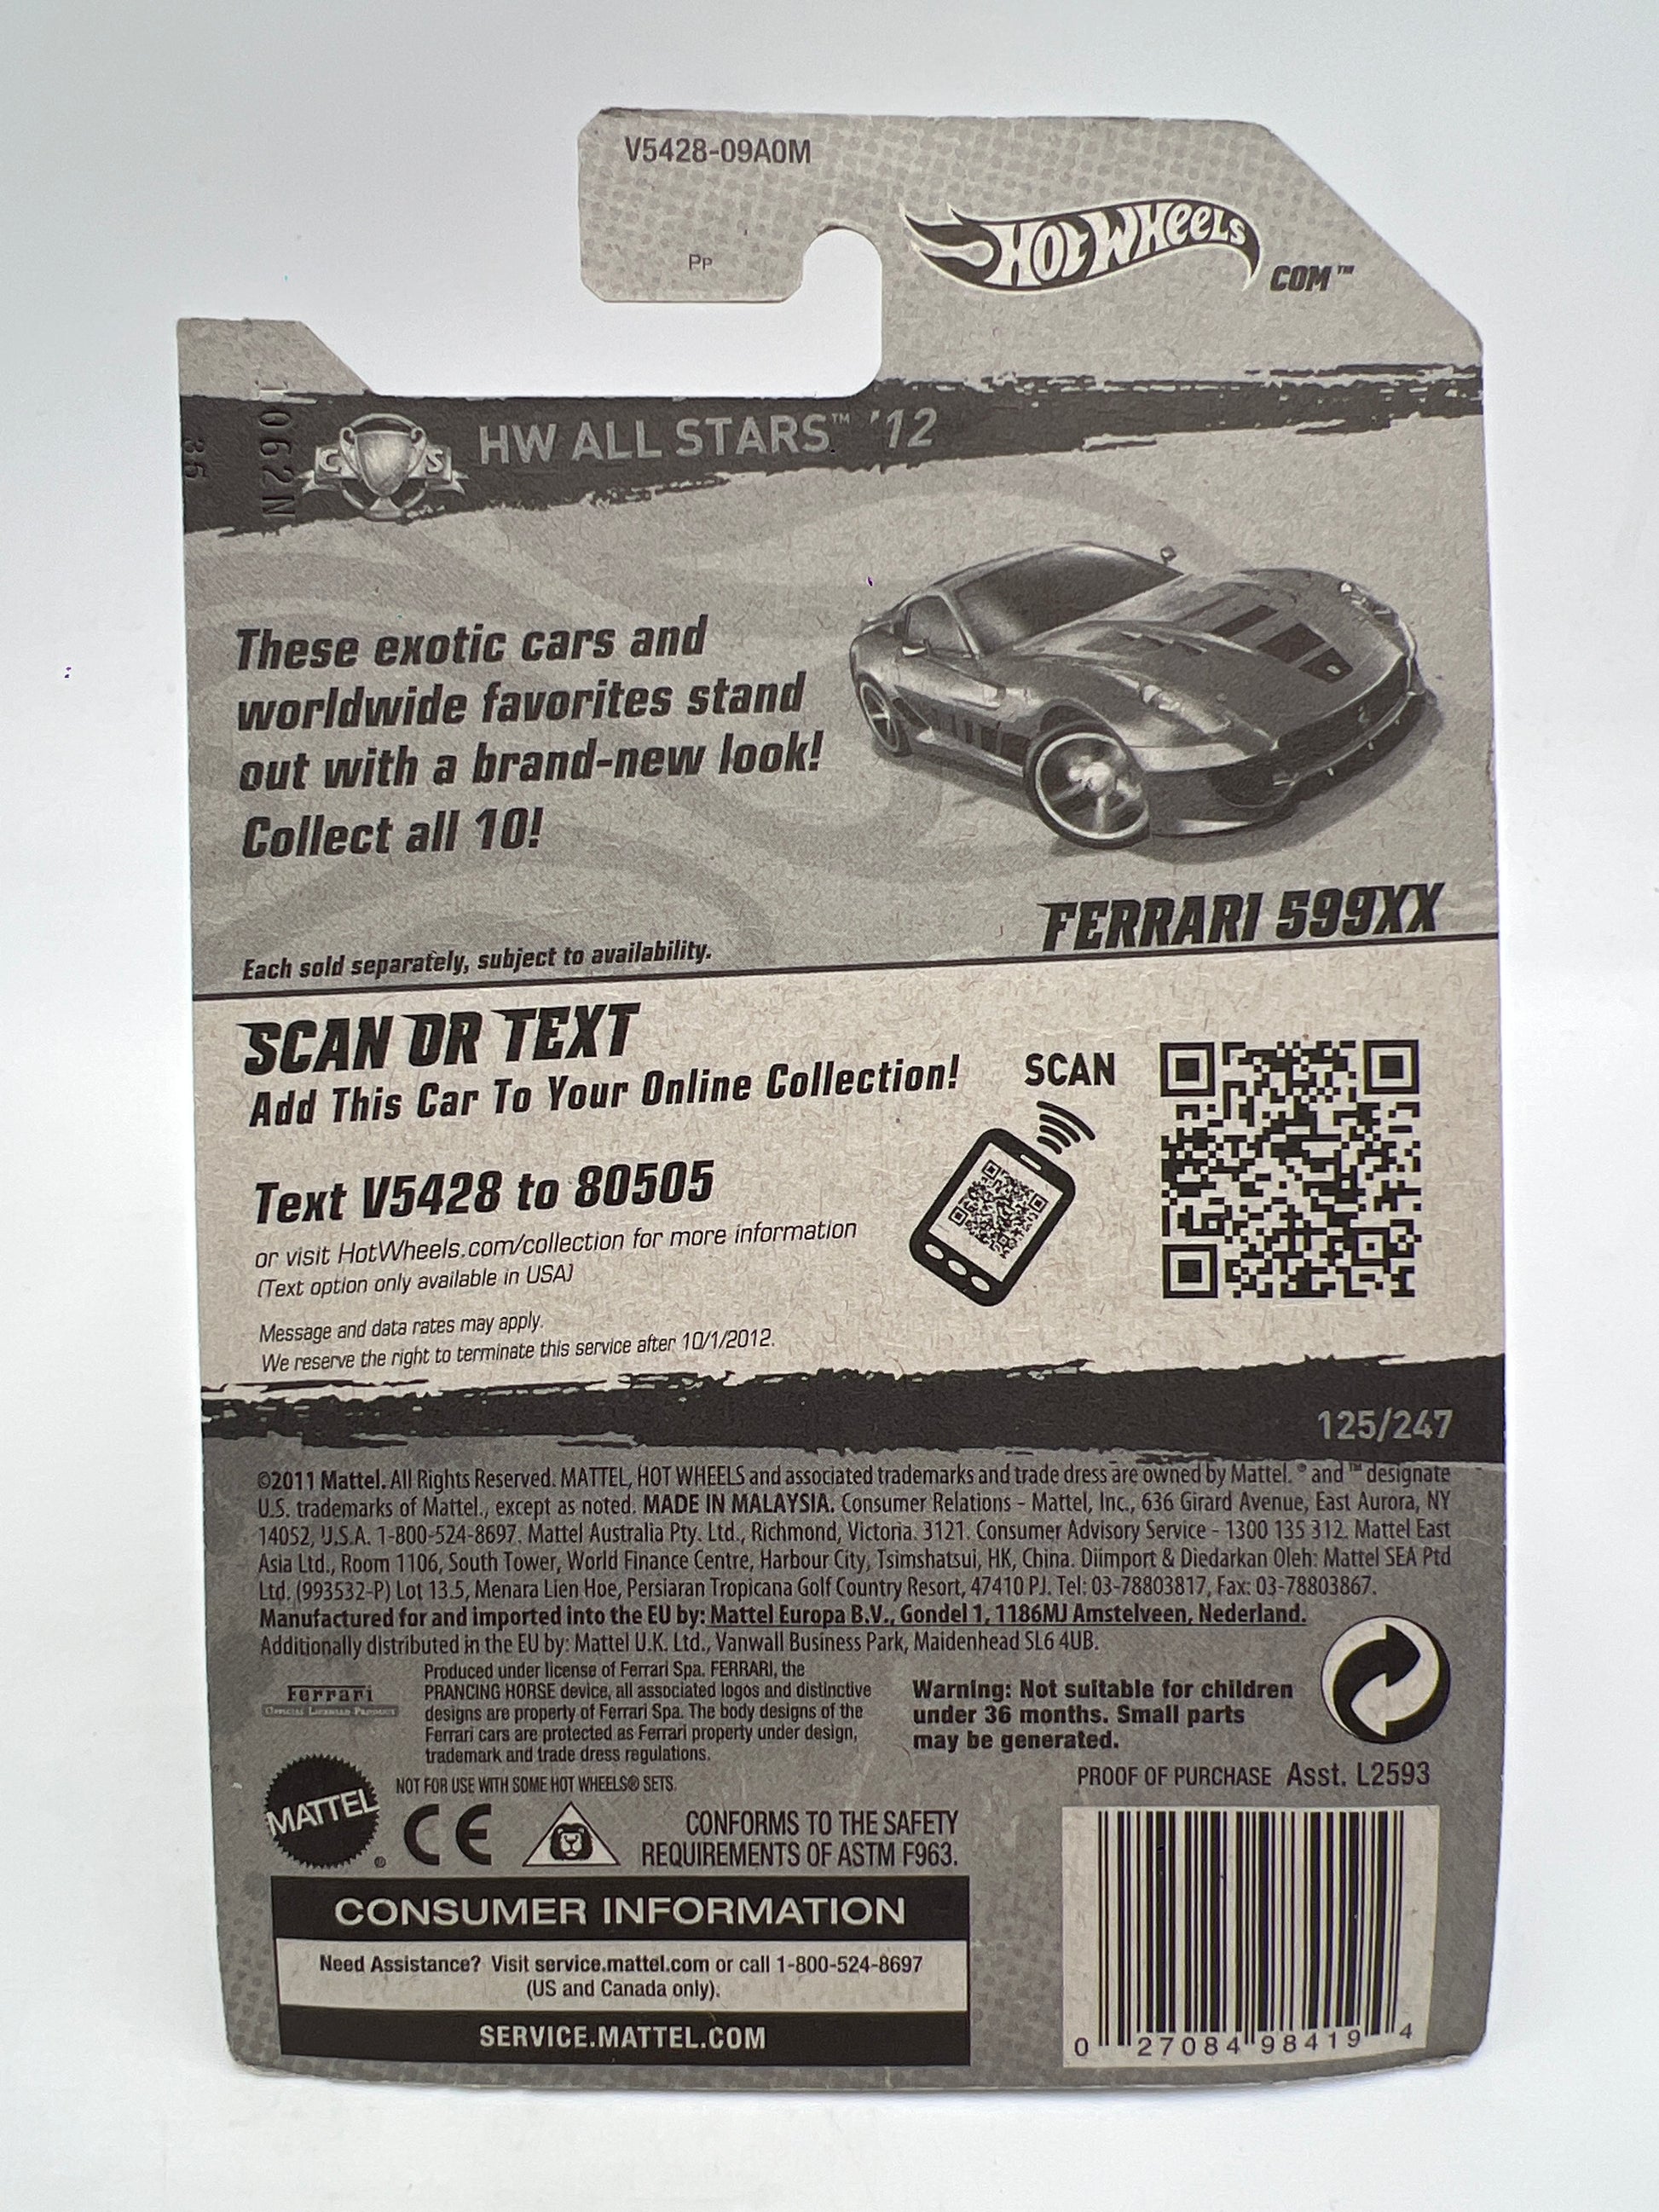 V5428-09A0M
Pp
HOT WHEELS
COM™
1062N
36
CS
HW ALL STARS™ '12
These exotic cars and
worldwide favorites stand
out with a brand-new look!
Collect all 10!
FERRARI 599XX
Each sold separately, subject to availability.
SCAN OR TEXT
Add This Car To Your Online Collection!
SCAN
Text V5428 to 80505
or visit HotWheels.com/collection for more information
(Text option only available in USA)
Message and data rates may apply.
We reserve the right to terminate this service after 10/1/2012.
125/247
©2011 Mattel. All Rights Reserved. MATTEL, HOT WHEELS and associated trademarks and trade dress are owned by Mattel. ® and ™ designate
U.S. trademarks of Mattel., except as noted. MADE IN MALAYSIA. Consumer Relations – Mattel, Inc., 636 Girard Avenue, East Aurora, NY
14052, U.S.A. 1-800-524-8697. Mattel Australia Pty. Ltd., Richmond, Victoria. 3121. Consumer Advisory Service – 1300 135 312. Mattel East
Asia Ltd., Room 1106, South Tower, World Finance Centre, Harbour City, Tsimshatsui, HK, China. Diimport & Diedarkan Oleh: Mattel SEA Ptd
Ltd. (993532-P) Lot 13.5, Menara Lien Hoe, Persiaran Tropicana Golf Country Resort, 47410 PJ. Tel: 03-78803817, Fax: 03-78803867.
Manufactured for and imported into the EU by: Mattel Europa B.V., Gondel 1, 1186MJ Amstelveen, Nederland.
Additionally distributed in the EU by: Mattel U.K. Ltd., Vanwall Business Park, Maidenhead SL6 4UB.
Ferrari
Official Licensed Product
Produced under license of Ferrari Spa. FERRARI, the
PRANCING HORSE device, all associated logos and distinctive
designs are property of Ferrari Spa. The body designs of the
Ferrari cars are protected as Ferrari property under design,
trademark and trade dress regulations.
Warning: Not suitable for children
under 36 months. Small parts
may be generated.
NOT FOR USE WITH SOME HOT WHEELS® SETS.
PROOF OF PURCHASE Asst. L2593
MATTEL®
CE
CONFORMS TO THE SAFETY
REQUIREMENTS OF ASTM F963.
CONSUMER INFORMATION
Need Assistance? Visit service.mattel.com or call 1-800-524-8697
(US and Canada only).
SERVICE.MATTEL.COM
0 27084 98419 4